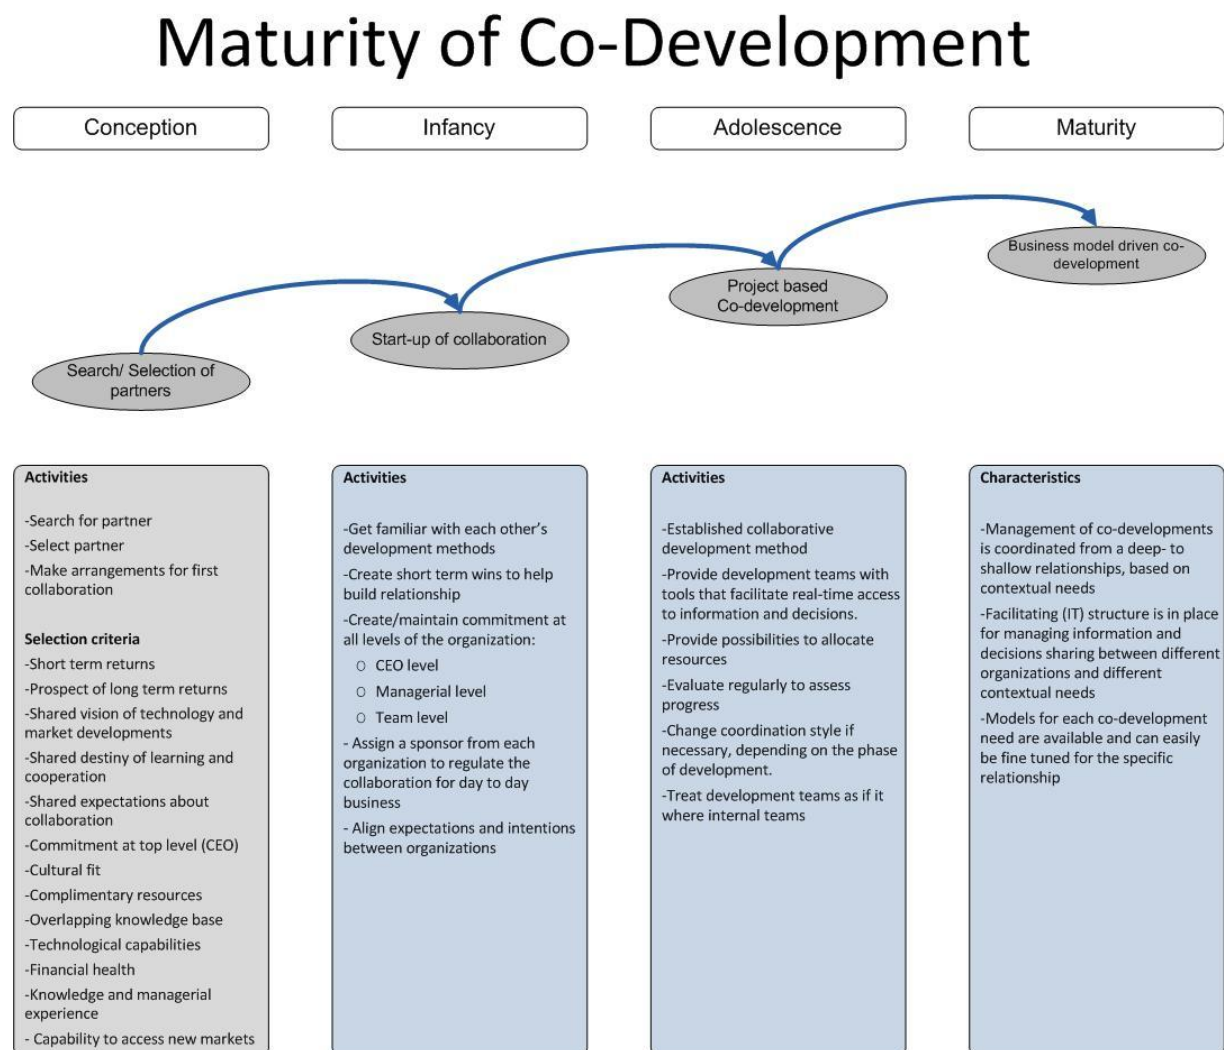 Maturity of Co-Development
Conception
Infancy
Adolescence
Maturity
Search/ Selection of
partners
Start-up of collaboration
Project based
Co-development
Business model driven co-
development
Activities
-Search for partner
-Select partner
-Make arrangements for first
collaboration
Selection criteria
-Short term returns
-Prospect of long term returns
-Shared vision of technology and
market developments
-Shared destiny of learning and
cooperation
-Shared expectations about
collaboration
-Commitment at top level (CEO)
-Cultural fit
-Complimentary resources
-Overlapping knowledge base
-Technological capabilities
-Financial health
-Knowledge and managerial
experience
- Capability to access new markets
Activities
-Get familiar with each other’s
development methods
-Create short term wins to help
build relationship
-Create/maintain commitment at
all levels of the organization:
O CEO level
O Managerial level
O Team level
- Assign a sponsor from each
organization to regulate the
collaboration for day to day
business
- Align expectations and intentions
between organizations
Activities
-Established collaborative
development method
-Provide development teams with
tools that facilitate real-time access
to information and decisions.
-Provide possibilities to allocate
resources
-Evaluate regularly to assess
progress
-Change coordination style if
necessary, depending on the phase
of development.
-Treat development teams as if it
where internal teams
Characteristics
-Management of co-developments
is coordinated from a deep- to
shallow relationships, based on
contextual needs
-Facilitating (IT) structure is in place
for managing information and
decisions sharing between different
organizations and different
contextual needs
-Models for each co-development
need are available and can easily
be fine tuned for the specific
relationship